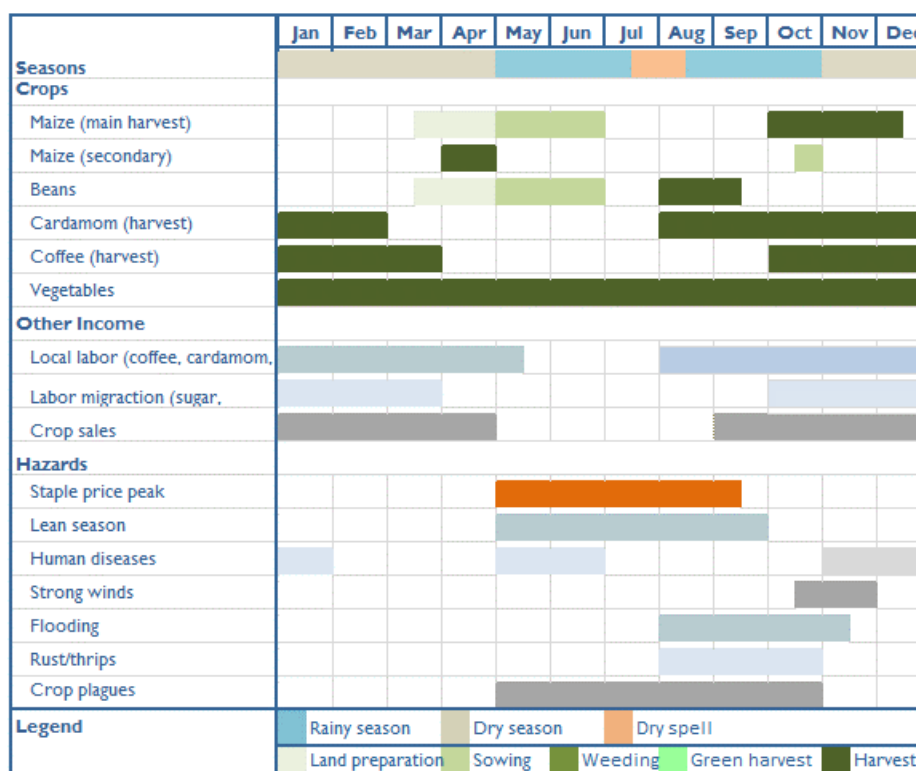 Jan Feb Mar Apr May Jun Jul Aug Sep Oct Nov Dec
Seasons
Crops
Maize (main harvest)
Maize (secondary)
Beans
Cardamom (harvest)
Coffee (harvest)
Vegetables
Other Income
Local labor (coffee, cardamom,
Labor migraction (sugar,
Crop sales
Hazards
Staple price peak
Lean season
Human diseases
Strong winds
Flooding
Rust/thrips
Crop plagues
Legend Rainy season Dry season Dry spell
Land preparation Sowing Weeding Green harvest Harvest